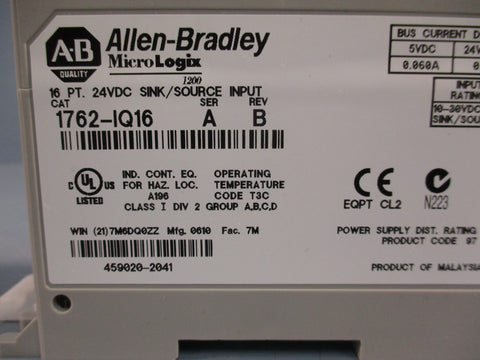 A-B
QUALITY
Allen-Bradley
MicroLogix
1200
BUS CURRENT
5VDC 24V
0.060A
16 PT. 24VDC SINK/SOURCE INPUT
CAT SER REV
1762-IQ16 A B
INPUT
RATING
10-30VDC
SINK/SOU
UL
C US
LISTED
IND. CONT. EQ.
FOR HAZ. LOC.
A196
OPERATING
TEMPERATURE
CODE T3C
CLASS I DIV 2 GROUP A,B,C,D
CE
EQPT CL2
N223
WIN (21)7M6DQ0ZZ Mfg. 0610 Fac. 7M
POWER SUPPLY DIST. RATING
PRODUCT CODE 97
459020-2041
PRODUCT OF MALAYSIA